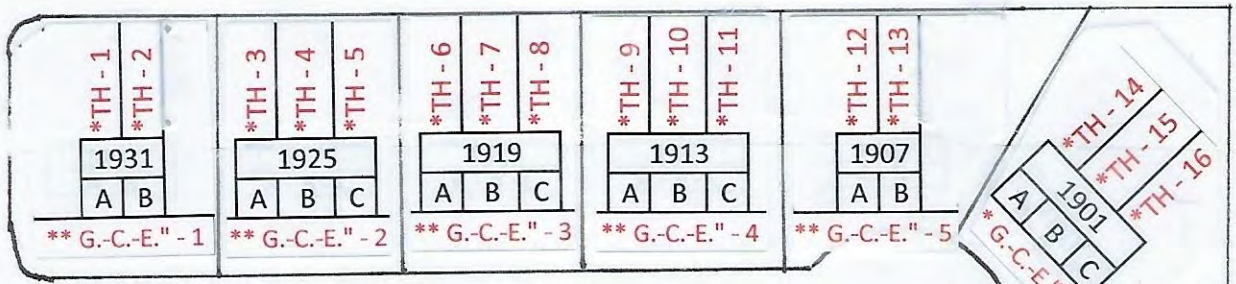 *TH - 1
*TH - 2
1931
A B
** G.-C.-E." - 1
*TH - 3
*TH - 4
*TH - 5
1925
A B C
** G.-C.-E." - 2
*TH - 6
*TH - 7
*TH - 8
1919
A B C
** G.-C.-E." - 3
*TH - 9
*TH - 10
*TH - 11
1913
A B C
** G.-C.-E." - 4
*TH - 12
*TH - 13
1907
A B
** G.-C.-E." - 5
*TH - 14
*TH - 15
*TH - 16
1901
A B C
* G.-C.-E.